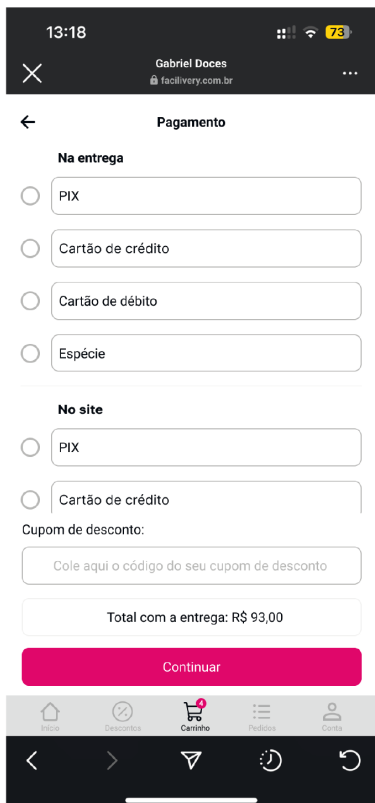 13:18
73
Gabriel Doces
facilivery.com.br
Pagamento
Na entrega
PIX
Cartão de crédito
Cartão de débito
Espécie
No site
PIX
Cartão de crédito
Cupom de desconto:
Cole aqui o código do seu cupom de desconto
Total com a entrega: R$ 93,00
Continuar
4
Início Descontos Carrinho Pedidos Conta